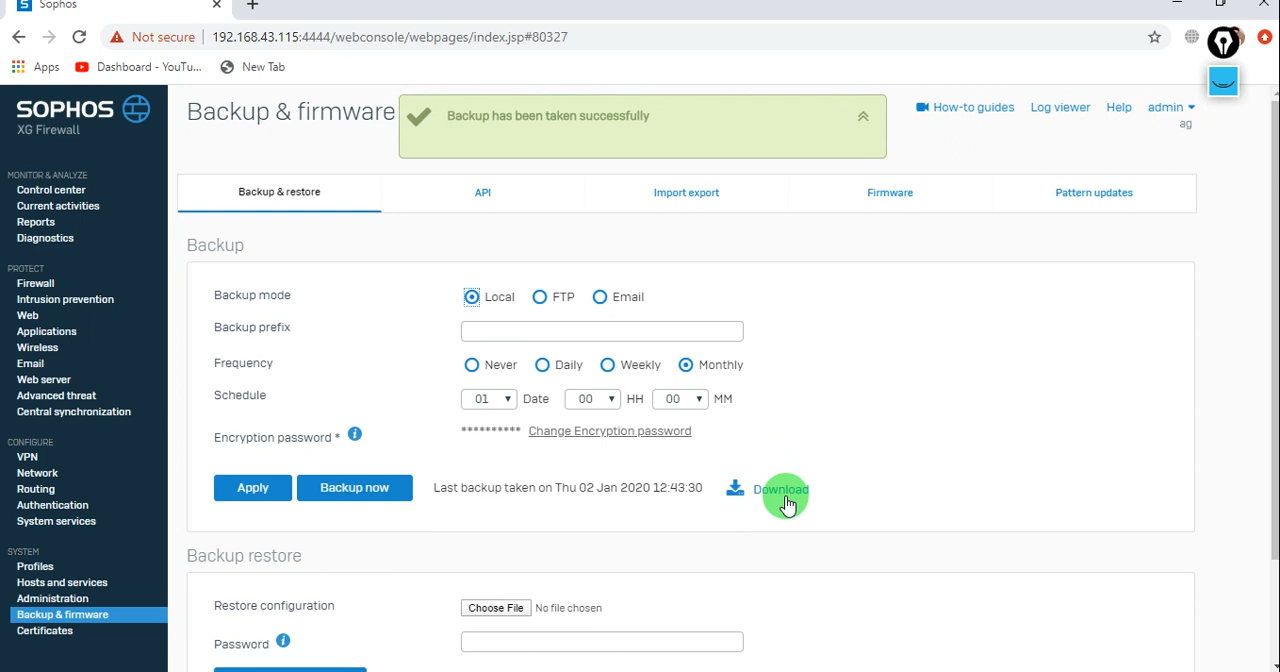 Sophos
Not secure 192.168.43.115:4444/webconsole/webpages/index.jsp#80327
Apps Dashboard - YouTu... New Tab
SOPHOS
XG Firewall
MONITOR & ANALYZE
Control center
Current activities
Reports
Diagnostics
PROTECT
Firewall
Intrusion prevention
Web
Applications
Wireless
Email
Web server
Advanced threat
Central synchronization
CONFIGURE
VPN
Network
Routing
Authentication
System services
SYSTEM
Profiles
Hosts and services
Administration
Backup & firmware
Certificates
Backup & firmware
Backup has been taken successfully
How-to guides Log viewer Help admin
ag
Backup & restore API Import export Firmware Pattern updates
Backup
Backup mode Local FTP Email
Backup prefix
Frequency Never Daily Weekly Monthly
Schedule 01 Date 00 HH 00 MM
Encryption password * ********** Change Encryption password
Apply Backup now Last backup taken on Thu 02 Jan 2020 12:43:30 Download
Backup restore
Restore configuration Choose File No file chosen
Password